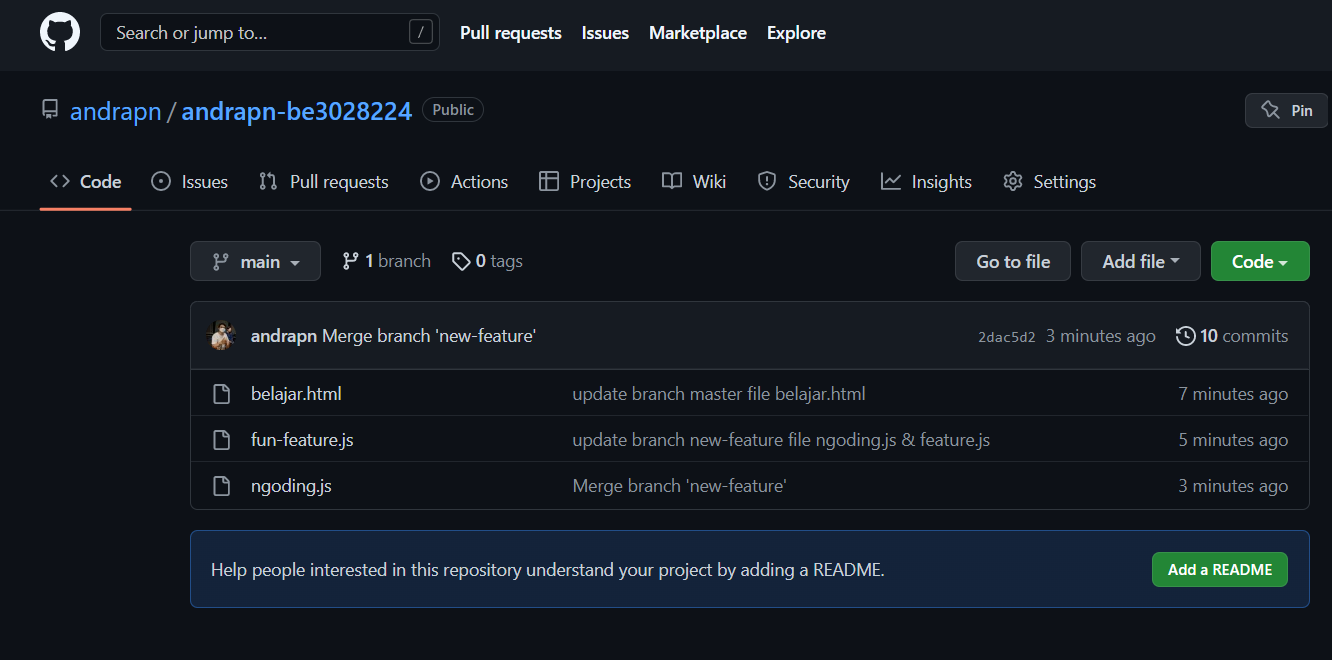 Search or jump to... / Pull requests Issues Marketplace Explore
andrapn / andrapn-be3028224 Public Pin
Code Issues Pull requests Actions Projects Wiki Security Insights Settings
main 1 branch 0 tags Go to file Add file Code
andrapn Merge branch 'new-feature' 2dac5d2 3 minutes ago 10 commits
belajar.html update branch master file belajar.html 7 minutes ago
fun-feature.js update branch new-feature file ngoding.js & feature.js 5 minutes ago
ngoding.js Merge branch 'new-feature' 3 minutes ago
Help people interested in this repository understand your project by adding a README. Add a README